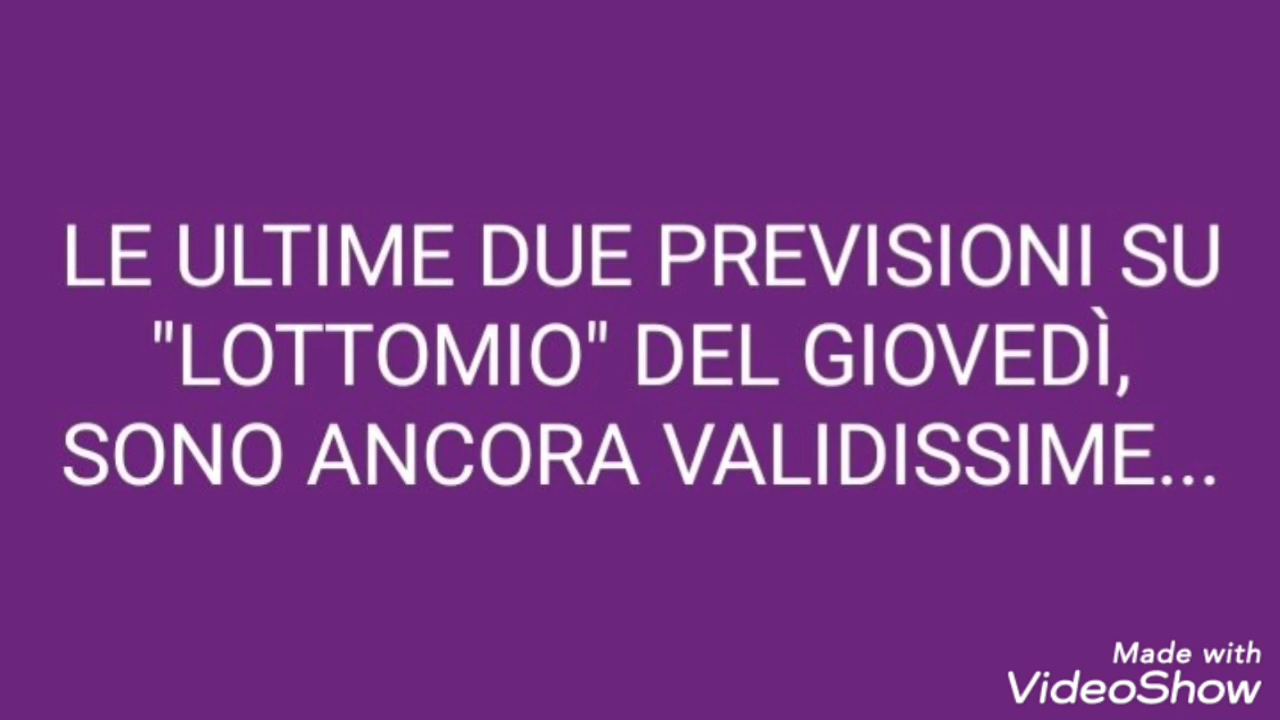 LE ULTIME DUE PREVISIONI SU
"LOTTOMIO" DEL GIOVEDÌ,
SONO ANCORA VALIDISSIME...
Made with
VideoShow